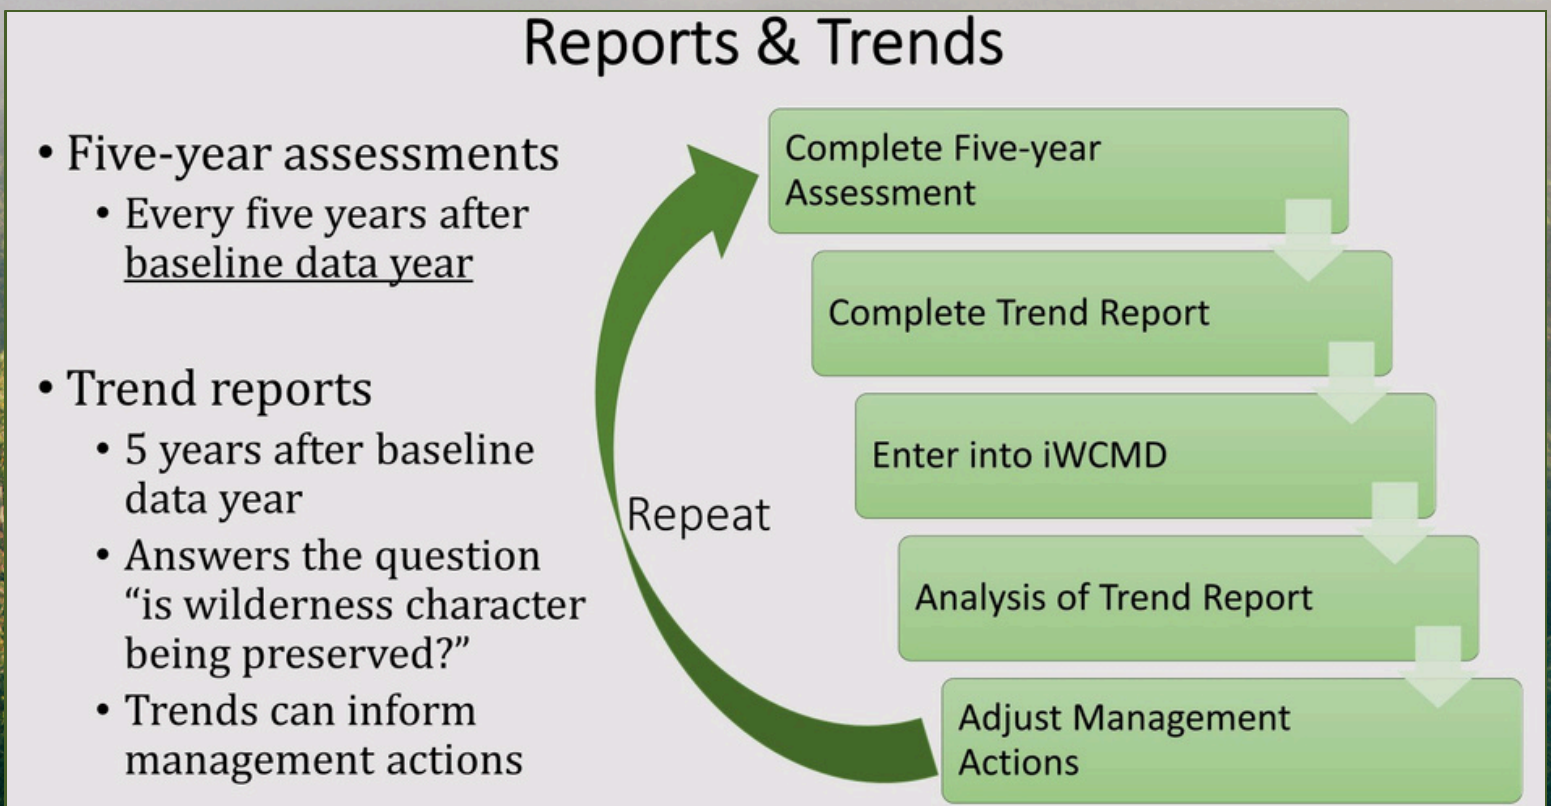 Reports & Trends
• Five-year assessments
• Every five years after
baseline data year
• Trend reports
• 5 years after baseline
data year
• Answers the question
“is wilderness character
being preserved?”
• Trends can inform
management actions
Repeat
Complete Five-year
Assessment
Complete Trend Report
Enter into iWCMD
Analysis of Trend Report
Adjust Management
Actions